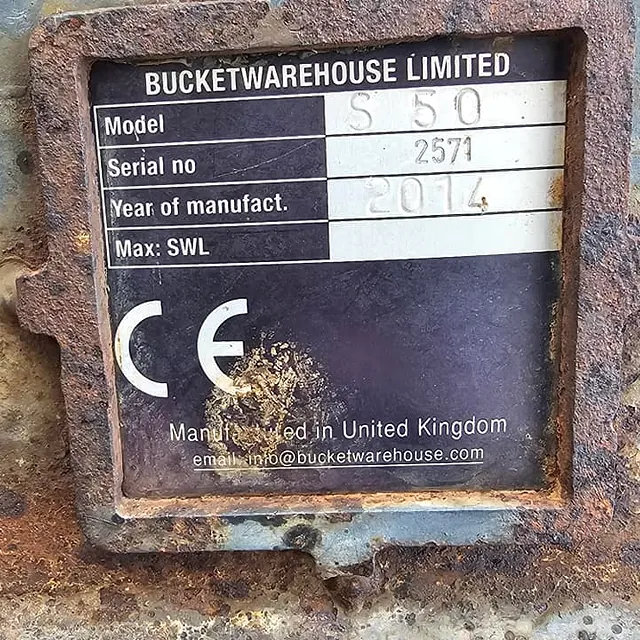 BUCKETWAREHOUSE LIMITED
Model S 50
Serial no 2571
Year of manufact. 2014
Max: SWL
CE
Manufactured in United Kingdom
email: info@bucketwarehouse.com